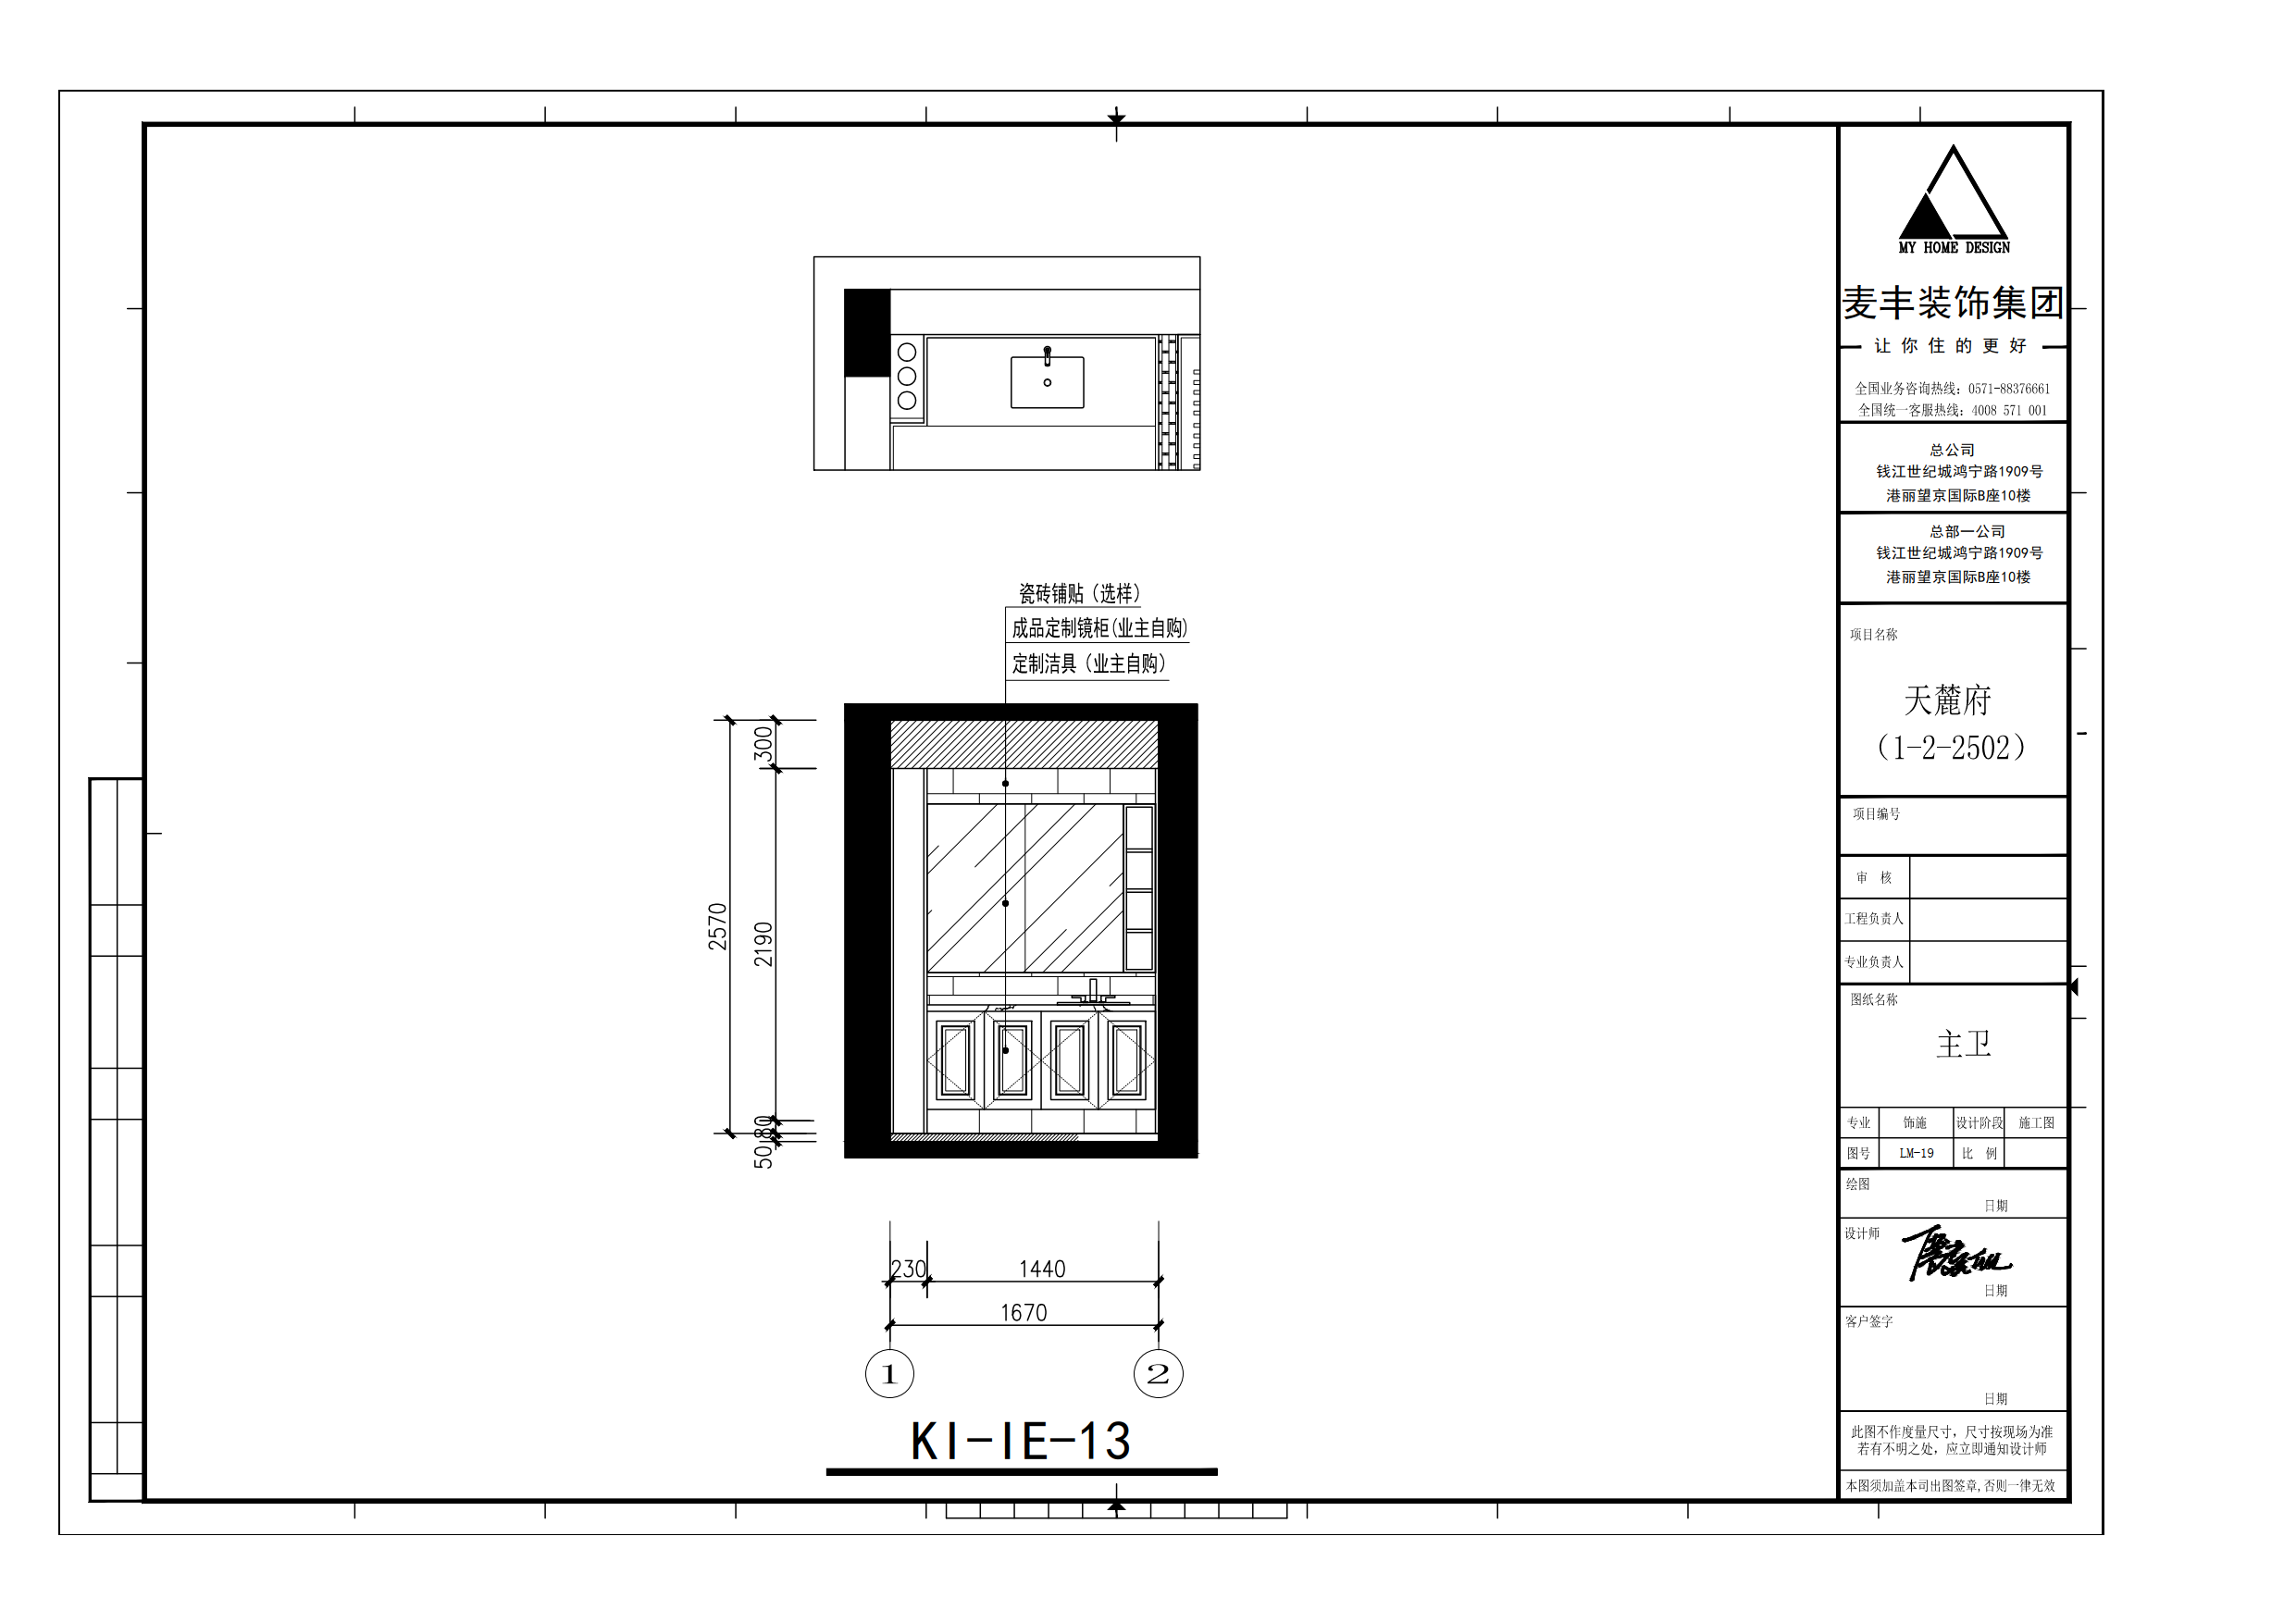 瓷砖铺贴（选样）
成品定制镜柜(业主自购)
定制洁具（业主自购）
300
2570
2190
80
50
230
1440
1670
1
2
KI-IE-13
MY HOME DESIGN
麦丰装饰集团
让你住的更好
全国业务咨询热线：0571-88376661
全国统一客服热线：4008 571 001
总公司
钱江世纪城鸿宁路1909号
港丽望京国际B座10楼
总部一公司
钱江世纪城鸿宁路1909号
港丽望京国际B座10楼
项目名称
天麓府
（1-2-2502）
项目编号
审 核
工程负责人
专业负责人
图纸名称
主卫
专业 饰施 设计阶段 施工图
图号 LM-19 比 例
绘图
日期
设计师
日期
客户签字
日期
此图不作度量尺寸，尺寸按现场为准
若有不明之处，应立即通知设计师
本图须加盖本司出图签章,否则一律无效